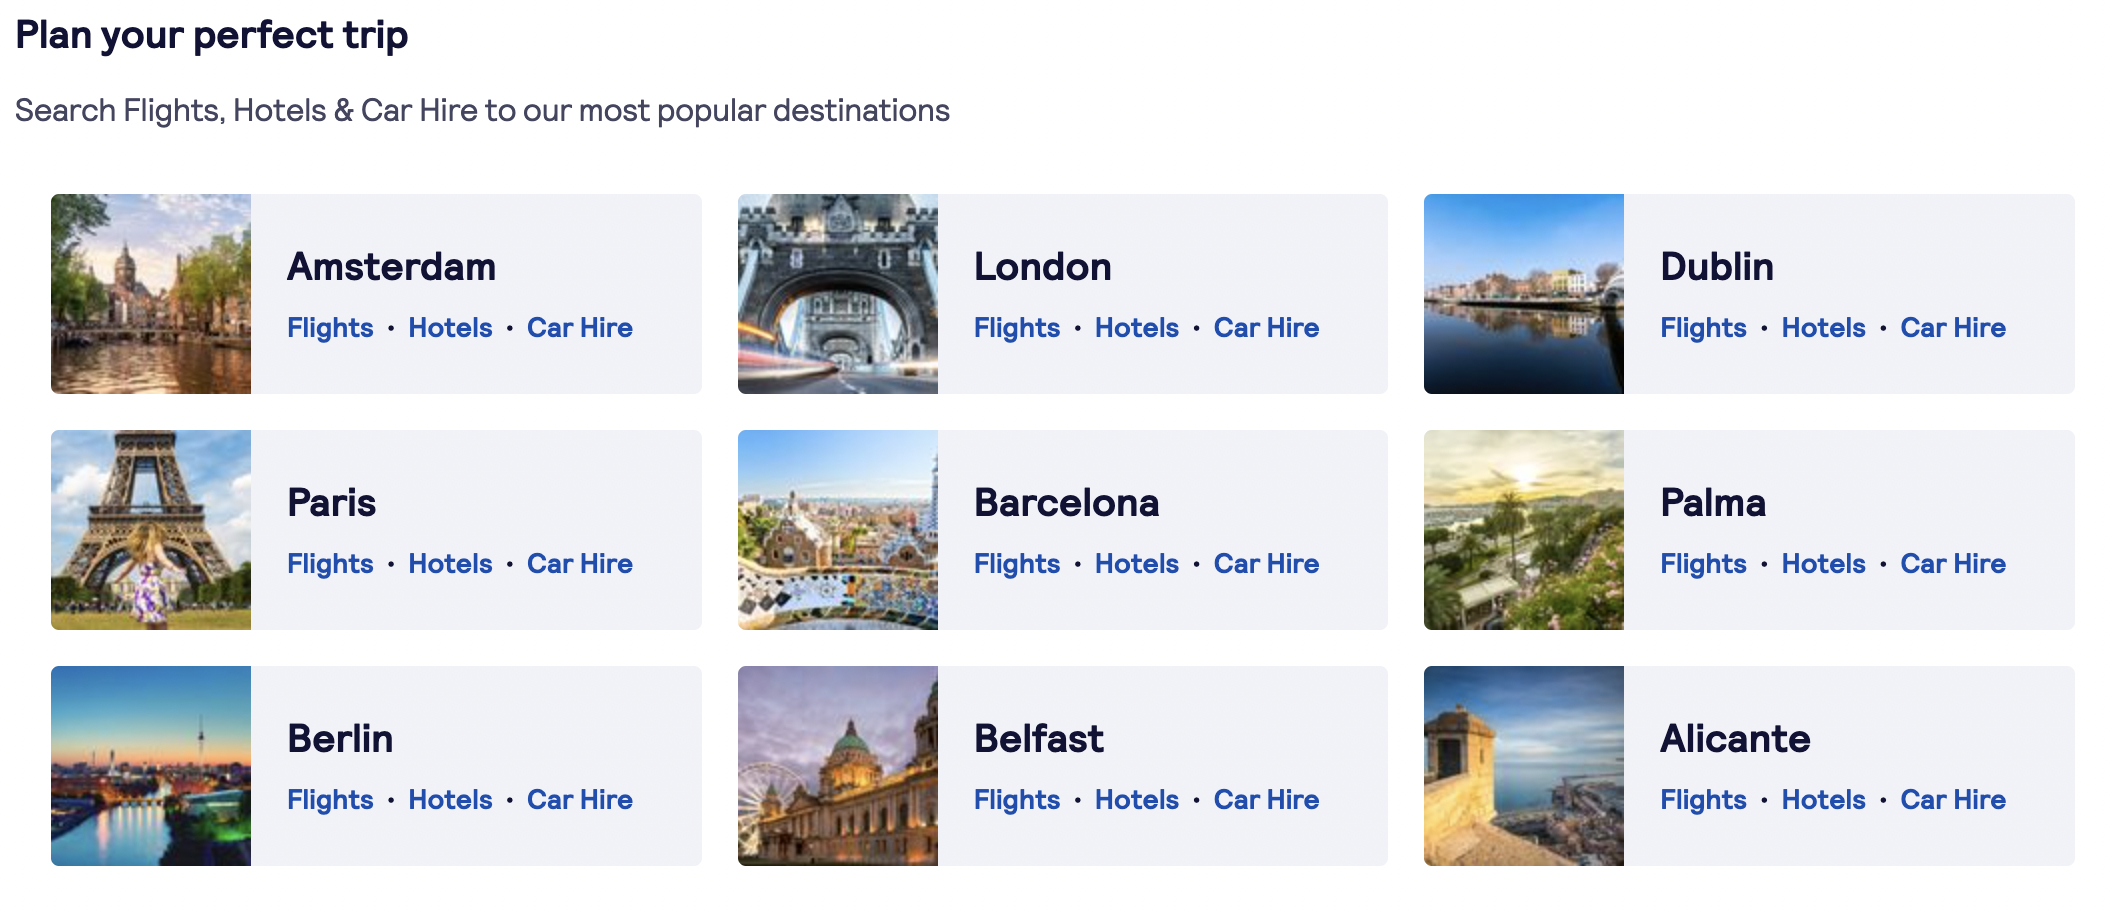 Plan your perfect trip
Search Flights, Hotels & Car Hire to our most popular destinations
Amsterdam
Flights • Hotels • Car Hire
London
Flights • Hotels • Car Hire
Dublin
Flights • Hotels • Car Hire
Paris
Flights • Hotels • Car Hire
Barcelona
Flights • Hotels • Car Hire
Palma
Flights • Hotels • Car Hire
Berlin
Flights • Hotels • Car Hire
Belfast
Flights • Hotels • Car Hire
Alicante
Flights • Hotels • Car Hire